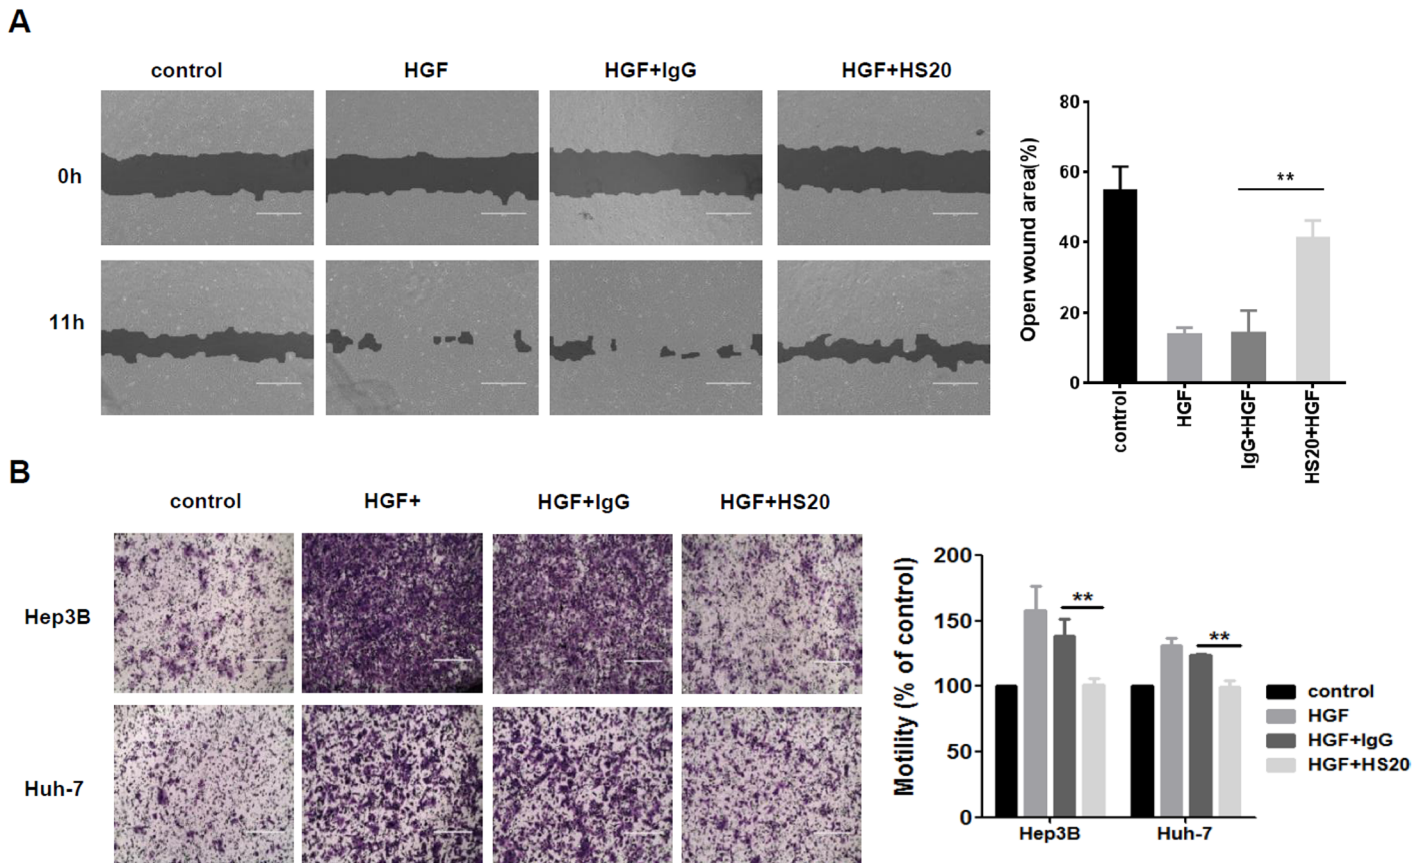 A
control HGF HGF+IgG HGF+HS20
0h
11h
Open wound area(%)
80
60
40
20
0
**
control HGF IgG+HGF HS20+HGF
B
control HGF+ HGF+IgG HGF+HS20
Hep3B
Huh-7
Motility (% of control)
200
150
100
50
0
** **
Hep3B Huh-7
control
HGF
HGF+IgG
HGF+HS20